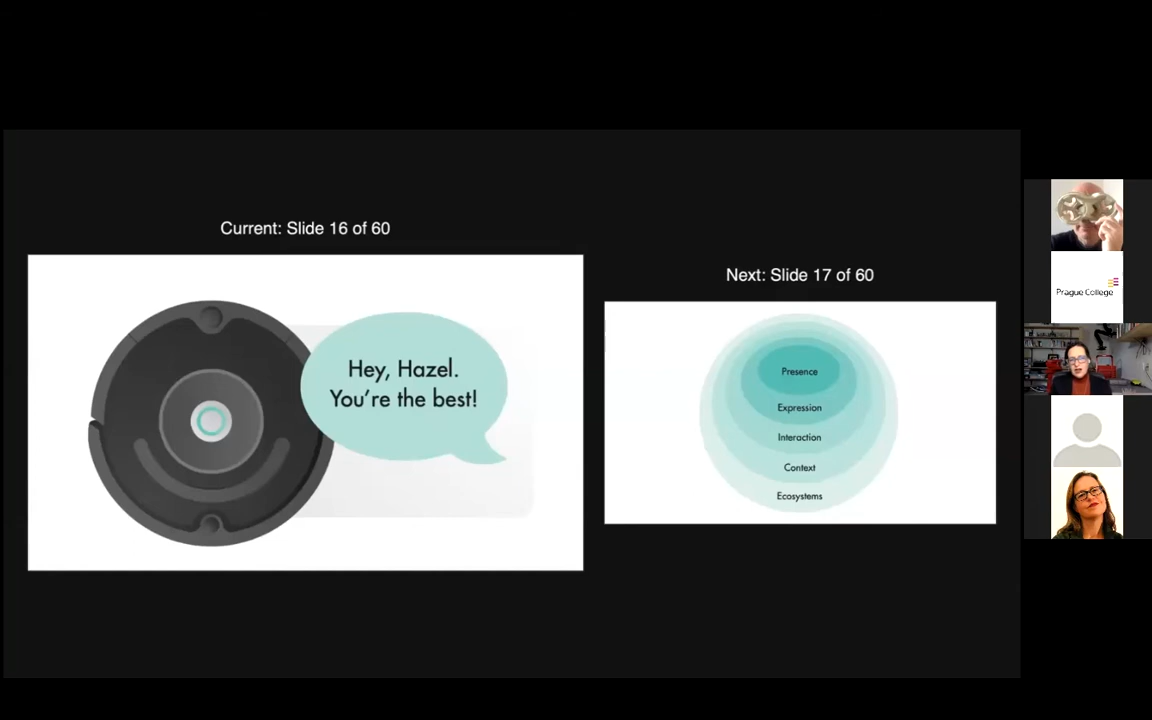 Current: Slide 16 of 60
Hey, Hazel.
You're the best!
Next: Slide 17 of 60
Presence
Expression
Interaction
Context
Ecosystems
Prague College